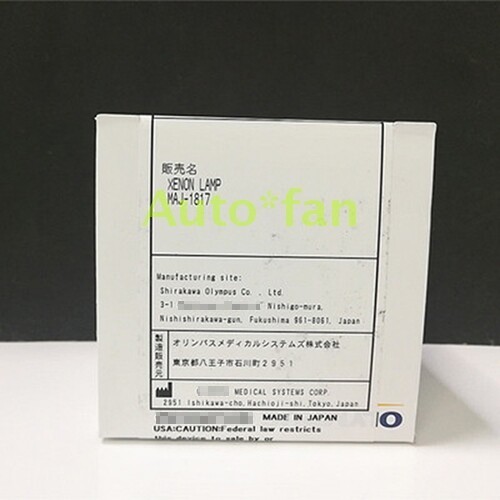 販売名
XENON LAMP
MAJ-1817
Auto*fan
Manufacturing site:
Shirakawa Olympus Co., Ltd.
3-1 Nishigo-mura,
Nishishirakawa-gun, Fukushima 961-8061, Japan
製造販売元
オリンパスメディカルシステムズ株式会社
東京都八王子市石川町2951
MEDICAL SYSTEMS CORP.
2951 Ishikawa-cho, Hachioji-shi, Tokyo, Japan
MADE IN JAPAN
USA:CAUTION:Federal law restricts
this device to sale by or